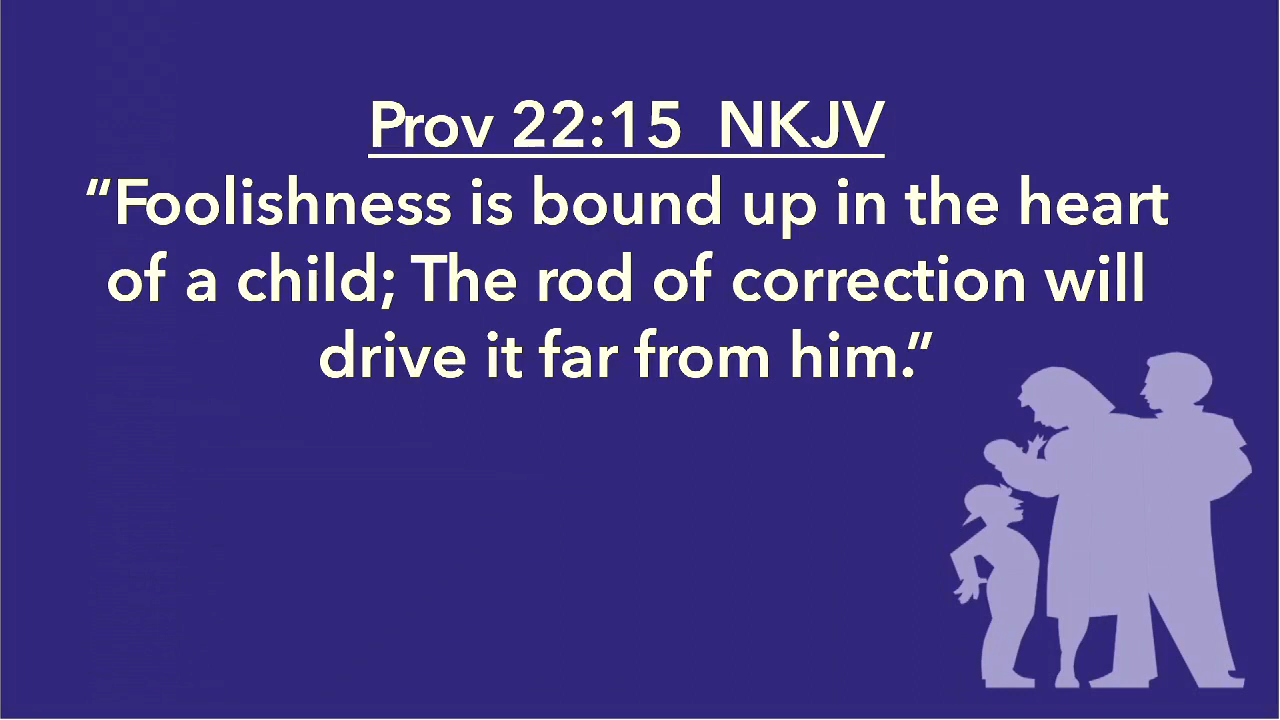 Prov 22:15  NKJV
“Foolishness is bound up in the heart
of a child; The rod of correction will
drive it far from him.”